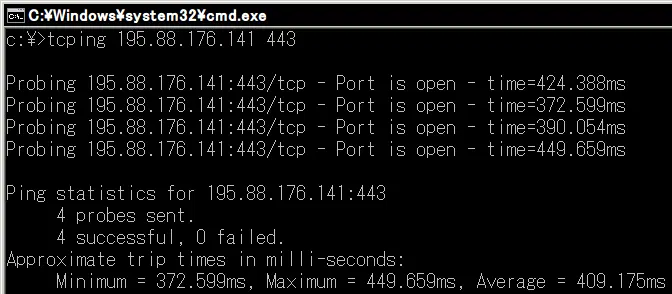 C:¥Windows¥system32¥cmd.exe
c:¥>tcping 195.88.176.141 443
Probing 195.88.176.141:443/tcp - Port is open - time=424.388ms
Probing 195.88.176.141:443/tcp - Port is open - time=372.599ms
Probing 195.88.176.141:443/tcp - Port is open - time=390.054ms
Probing 195.88.176.141:443/tcp - Port is open - time=449.659ms
Ping statistics for 195.88.176.141:443
4 probes sent.
4 successful, 0 failed.
Approximate trip times in milli-seconds:
Minimum = 372.599ms, Maximum = 449.659ms, Average = 409.175ms